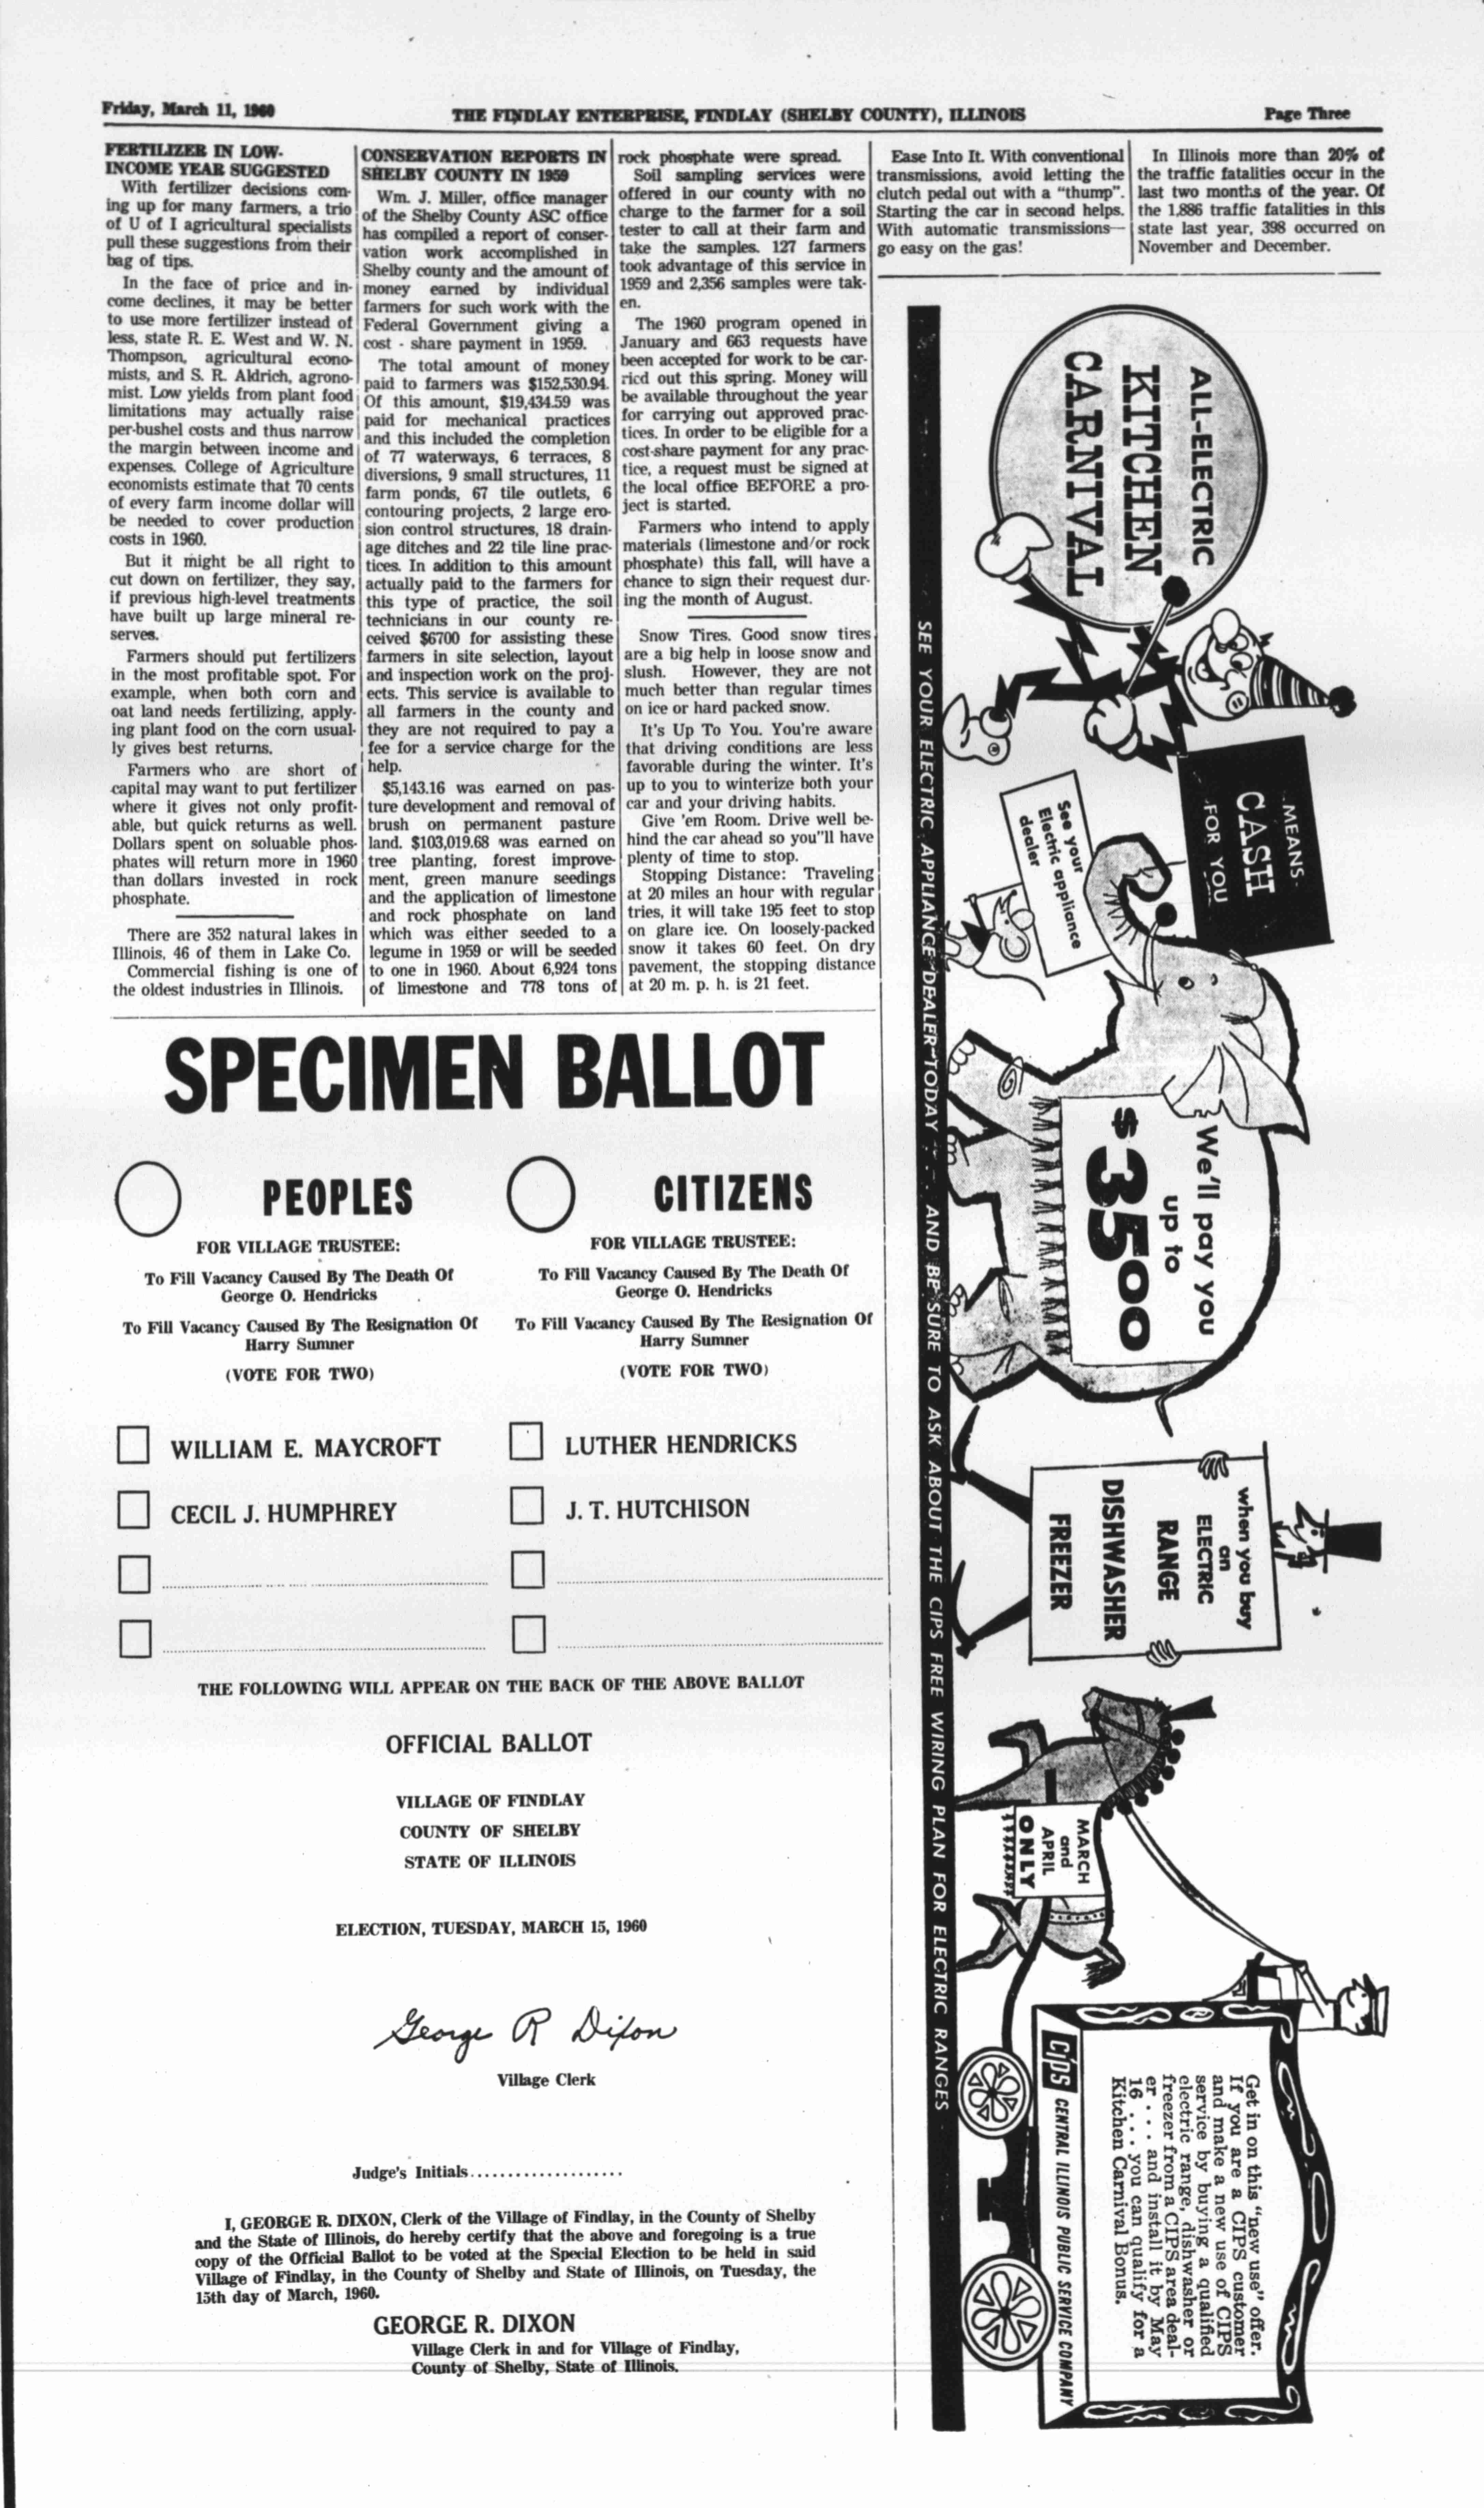 Friday, March 11, 1960
THE FINDLAY ENTERPRISE, FINDLAY (SHELBY COUNTY), ILLINOIS
Page Three
FERTILIZER IN LOW-
INCOME YEAR SUGGESTED
With fertilizer decisions com-
ing up for many farmers, a trio
of U of I agricultural specialists
pull these suggestions from their
bag of tips.
In the face of price and in-
come declines, it may be better
to use more fertilizer instead of
less, state R. E. West and W. N.
Thompson, agricultural econo-
mists, and S. R. Aldrich, agrono-
mist. Low yields from plant food
limitations may actually raise
per-bushel costs and thus narrow
the margin between income and
expenses. College of Agriculture
economists estimate that 70 cents
of every farm income dollar will
be needed to cover production
costs in 1960.
But it might be all right to
cut down on fertilizer, they say,
if previous high-level treatments
have built up large mineral re-
serves.
Farmers should put fertilizers
in the most profitable spot. For
example, when both corn and
oat land needs fertilizing, apply-
ing plant food on the corn usual-
ly gives best returns.
Farmers who are short of
capital may want to put fertilizer
where it gives not only profit-
able, but quick returns as well.
Dollars spent on soluable phos-
phates will return more in 1960
than dollars invested in rock
phosphate.
There are 352 natural lakes in
Illinois, 46 of them in Lake Co.
Commercial fishing is one of
the oldest industries in Illinois.
CONSERVATION REPORTS IN
SHELBY COUNTY IN 1959
Wm. J. Miller, office manager
of the Shelby County ASC office
has compiled a report of conser-
vation work accomplished in
Shelby county and the amount of
money earned by individual
farmers for such work with the
Federal Government giving a
cost - share payment in 1959.
The total amount of money
paid to farmers was $152,530.94.
Of this amount, $19,434.59 was
paid for mechanical practices
and this included the completion
of 77 waterways, 6 terraces, 8
diversions, 9 small structures, 11
farm ponds, 67 tile outlets, 6
contouring projects, 2 large ero-
sion control structures, 18 drain-
age ditches and 22 tile line prac-
tices. In addition to this amount
actually paid to the farmers for
this type of practice, the soil
technicians in our county re-
ceived $6700 for assisting these
farmers in site selection, layout
and inspection work on the proj-
ects. This service is available to
all farmers in the county and
they are not required to pay a
fee for a service charge for the
help.
$5,143.16 was earned on pas-
ture development and removal of
brush on permanent pasture
land. $103,019.68 was earned on
tree planting, forest improve-
ment, green manure seedings
and the application of limestone
and rock phosphate on land
which was either seeded to a
legume in 1959 or will be seeded
to one in 1960. About 6,924 tons
of limestone and 778 tons of
rock phosphate were spread.
Soil sampling services were
offered in our county with no
charge to the farmer for a soil
tester to call at their farm and
take the samples. 127 farmers
took advantage of this service in
1959 and 2,356 samples were tak-
en.
The 1960 program opened in
January and 663 requests have
been accepted for work to be car-
ried out this spring. Money will
be available throughout the year
for carrying out approved prac-
tices. In order to be eligible for a
cost-share payment for any prac-
tice, a request must be signed at
the local office BEFORE a pro-
ject is started.
Farmers who intend to apply
materials (limestone and/or rock
phosphate) this fall, will have a
chance to sign their request dur-
ing the month of August.
Snow Tires. Good snow tires
are a big help in loose snow and
slush. However, they are not
much better than regular times
on ice or hard packed snow.
It's Up To You. You're aware
that driving conditions are less
favorable during the winter. It's
up to you to winterize both your
car and your driving habits.
Give 'em Room. Drive well be-
hind the car ahead so you"ll have
plenty of time to stop.
Stopping Distance: Traveling
at 20 miles an hour with regular
tries, it will take 195 feet to stop
on glare ice. On loosely-packed
snow it takes 60 feet. On dry
pavement, the stopping distance
at 20 m. p. h. is 21 feet.
Ease Into It. With conventional
transmissions, avoid letting the
clutch pedal out with a "thump".
Starting the car in second helps.
With automatic transmissions—
go easy on the gas!
In Illinois more than 20% of
the traffic fatalities occur in the
last two months of the year. Of
the 1,886 traffic fatalities in this
state last year, 398 occurred on
November and December.
SPECIMEN BALLOT
PEOPLES
FOR VILLAGE TRUSTEE:
To Fill Vacancy Caused By The Death Of
George O. Hendricks
To Fill Vacancy Caused By The Resignation Of
Harry Sumner
(VOTE FOR TWO)
WILLIAM E. MAYCROFT
CECIL J. HUMPHREY
CITIZENS
FOR VILLAGE TRUSTEE:
To Fill Vacancy Caused By The Death Of
George O. Hendricks
To Fill Vacancy Caused By The Resignation Of
Harry Sumner
(VOTE FOR TWO)
LUTHER HENDRICKS
J. T. HUTCHISON
THE FOLLOWING WILL APPEAR ON THE BACK OF THE ABOVE BALLOT
OFFICIAL BALLOT
VILLAGE OF FINDLAY
COUNTY OF SHELBY
STATE OF ILLINOIS
ELECTION, TUESDAY, MARCH 15, 1960
George R Dixon
Village Clerk
Judge's Initials.....................
I, GEORGE R. DIXON, Clerk of the Village of Findlay, in the County of Shelby
and the State of Illinois, do hereby certify that the above and foregoing is a true
copy of the Official Ballot to be voted at the Special Election to be held in said
Village of Findlay, in the County of Shelby and State of Illinois, on Tuesday, the
15th day of March, 1960.
GEORGE R. DIXON
Village Clerk in and for Village of Findlay,
County of Shelby, State of Illinois.
ALL-ELECTRIC
KITCHEN
CARNIVAL
MEANS
CASH
FOR YOU
See your
Electric appliance
dealer
We'll pay you
up to
$3500
when you buy
an
ELECTRIC
RANGE
DISHWASHER
FREEZER
MARCH
and
APRIL
ONLY
Get in on this "new use" offer.
If you are a CIPS customer
and make a new use of CIPS
service by buying a qualified
electric range, dishwasher or
freezer from a CIPS area deal-
er . . . and install it by May
16 . . . you can qualify for a
Kitchen Carnival Bonus.
CIPS CENTRAL ILLINOIS PUBLIC SERVICE COMPANY
SEE YOUR ELECTRIC APPLIANCE DEALER TODAY . . . AND BE SURE TO ASK ABOUT THE CIPS FREE WIRING PLAN FOR ELECTRIC RANGES